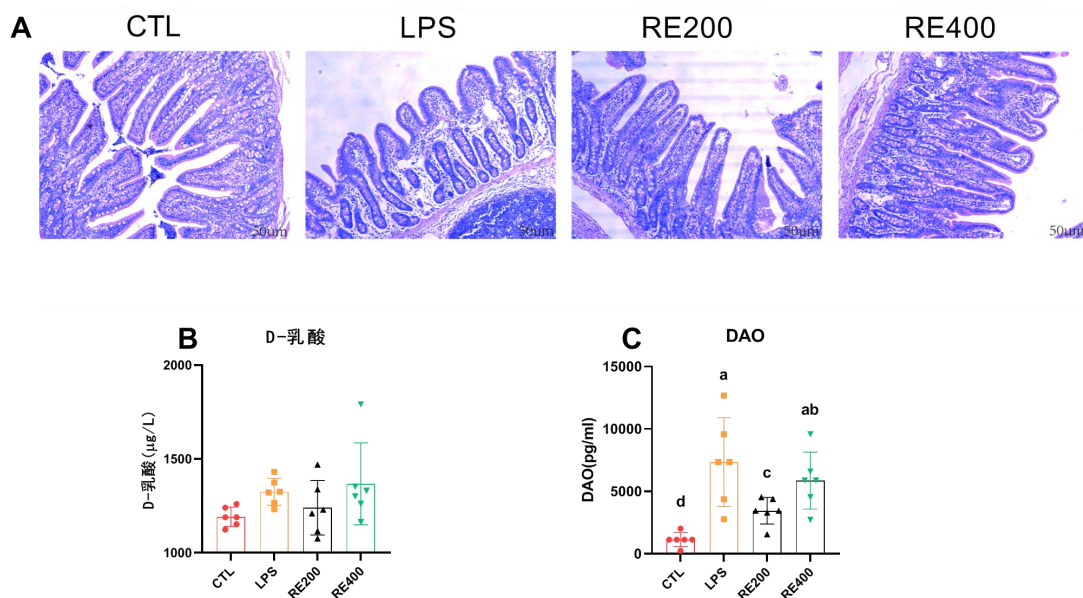 A
CTL
LPS
RE200
RE400
50um
50um
50um
50um
B
D-乳酸
D-乳酸(μg/L)
2000
1500
1000
CTL
LPS
RE200
RE400
C
DAO
DAO(pg/ml)
15000
10000
5000
0
d
a
c
ab
CTL
LPS
RE200
RE400